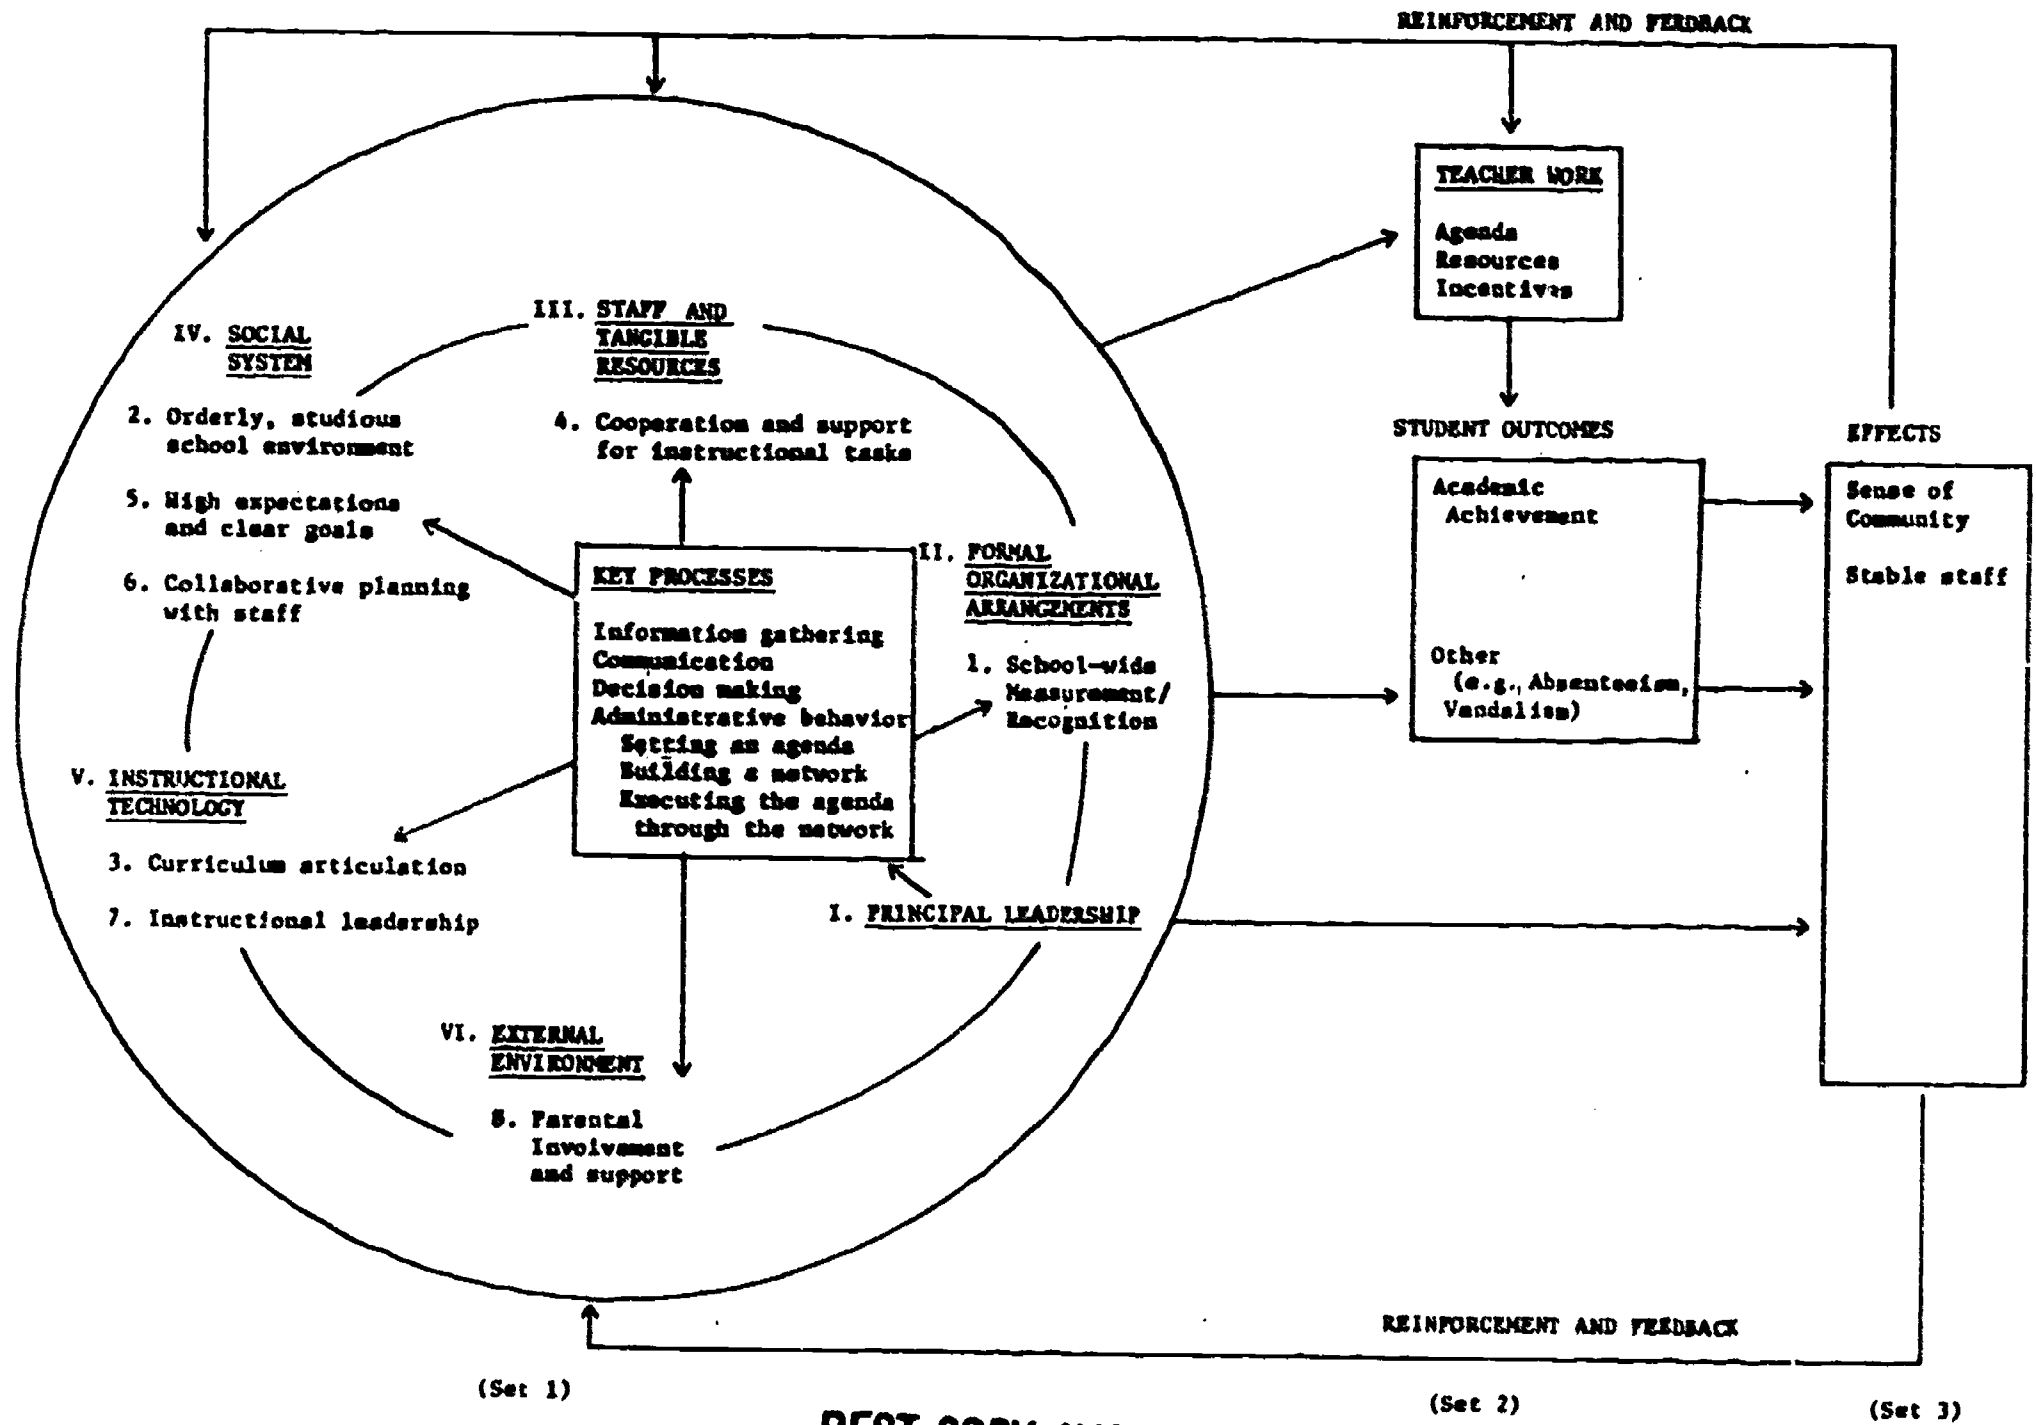 REINFORCEMENT AND FEEDBACK
TEACHER WORK
Agenda
Resources
Incentives
III. STAFF AND
TANGIBLE
RESOURCES
IV. SOCIAL
SYSTEM
2. Orderly, studious
school environment
4. Cooperation and support
for instructional tasks
5. High expectations
and clear goals
6. Collaborative planning
with staff
KEY PROCESSES
Information gathering
Communication
Decision making
Administrative behavior
Setting an agenda
Building a network
Executing the agenda
through the network
II. FORMAL
ORGANIZATIONAL
ARRANGEMENTS
1. School-wide
Measurement/
Recognition
V. INSTRUCTIONAL
TECHNOLOGY
3. Curriculum articulation
7. Instructional leadership
I. PRINCIPAL LEADERSHIP
VI. EXTERNAL
ENVIRONMENT
8. Parental
Involvement
and support
STUDENT OUTCOMES
Academic
Achievement
Other
(e.g., Absenteeism,
Vandalism)
EFFECTS
Sense of
Community
Stable staff
REINFORCEMENT AND FEEDBACK
(Set 1)
(Set 2)
(Set 3)
BEST COPY